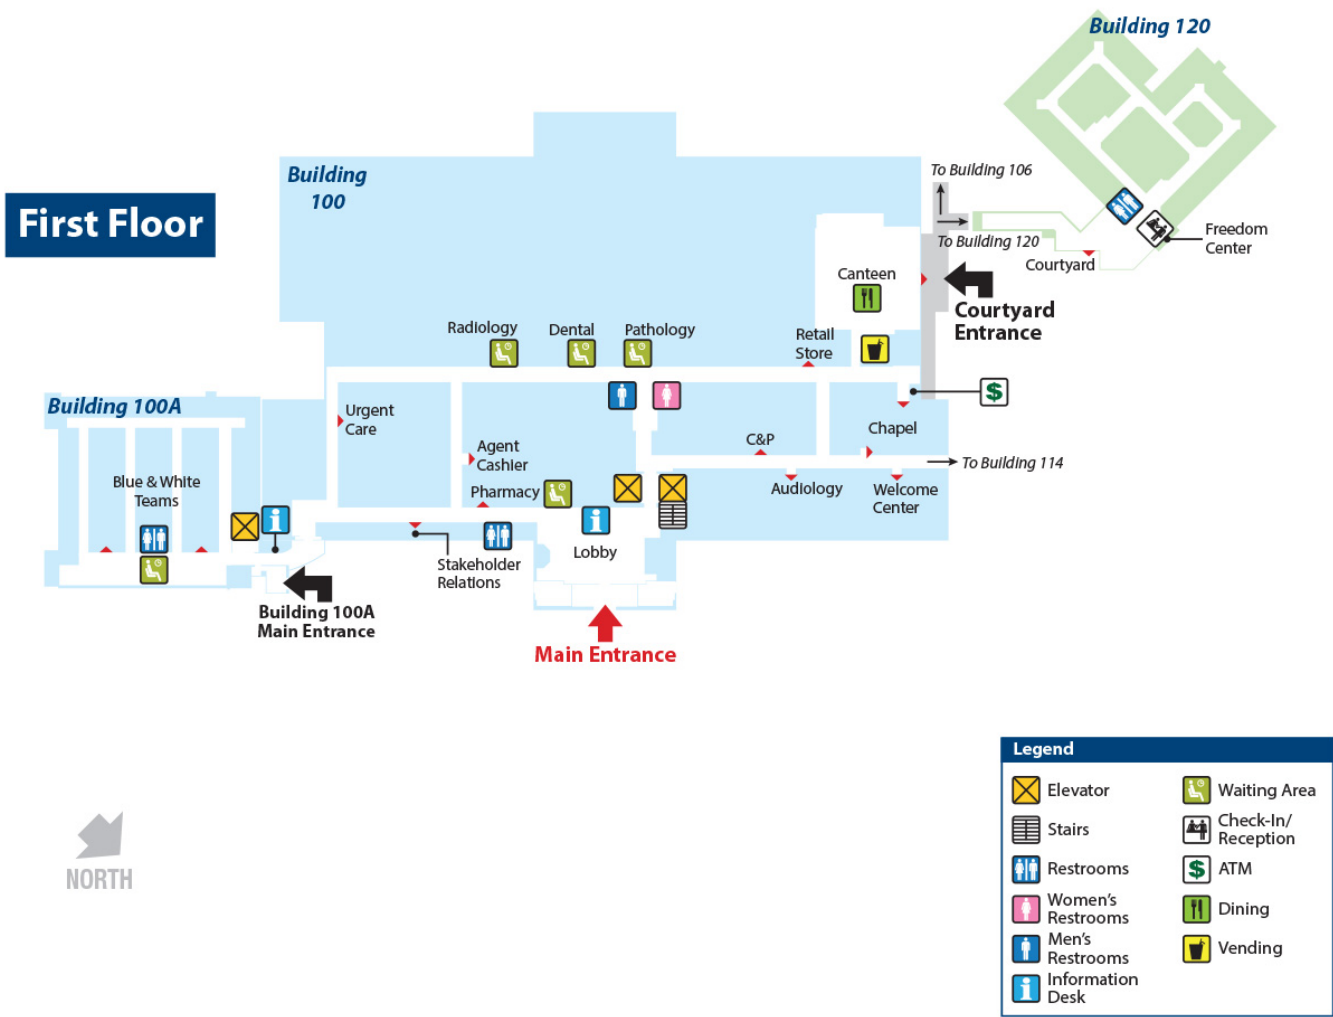 Building 120
To Building 106
Building
100
First Floor
Freedom
Center
To Building 120
Courtyard
Canteen
Courtyard
Entrance
Radiology
Dental
Pathology
Retail
Store
$
Building 100A
Urgent
Care
Chapel
C&P
Agent
Cashier
To Building 114
Blue & White
Teams
Pharmacy
Audiology
Welcome
Center
i
i
Lobby
Stakeholder
Relations
Building 100A
Main Entrance
Main Entrance
Legend
Elevator
Waiting Area
Stairs
Check-In/
Reception
Restrooms
$ ATM
Women's
Restrooms
Dining
Men's
Restrooms
Vending
i Information
Desk
NORTH